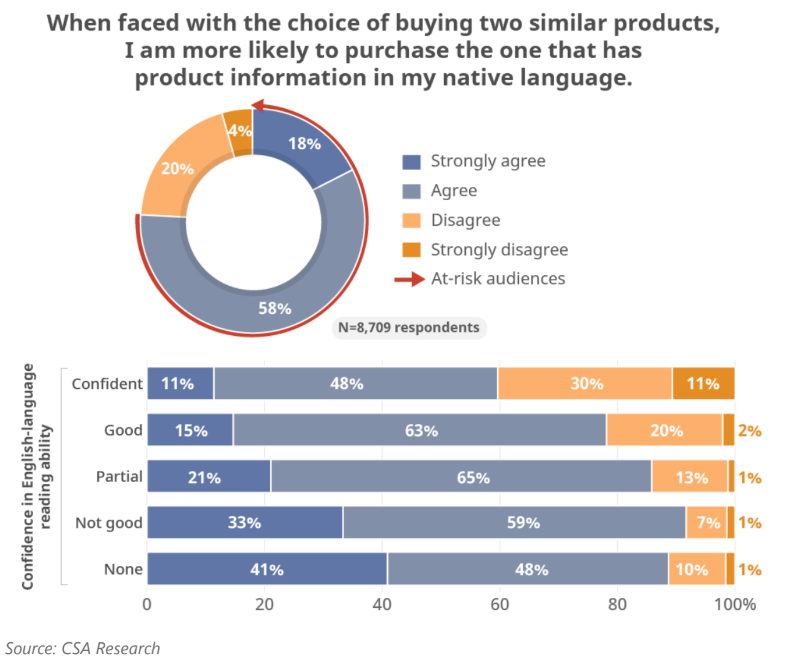 When faced with the choice of buying two similar products,
I am more likely to purchase the one that has
product information in my native language.
4%
18%
20%
58%
Strongly agree
Agree
Disagree
Strongly disagree
At-risk audiences
N=8,709 respondents
Confidence in English-language
reading ability
Confident 11% 48% 30% 11%
Good 15% 63% 20% 2%
Partial 21% 65% 13% 1%
Not good 33% 59% 7% 1%
None 41% 48% 10% 1%
0 20 40 60 80 100%
Source: CSA Research